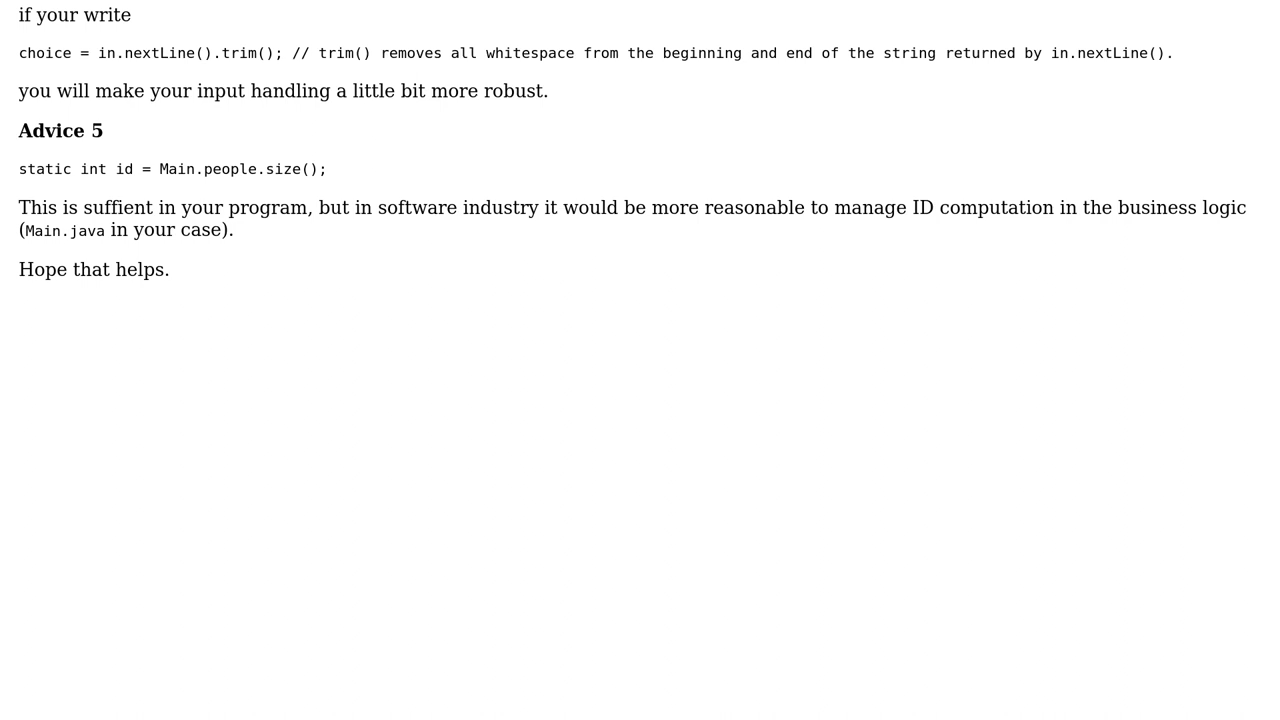 if your write
choice = in.nextLine().trim(); // trim() removes all whitespace from the beginning and end of the string returned by in.nextLine().
you will make your input handling a little bit more robust.
Advice 5
static int id = Main.people.size();
This is suffient in your program, but in software industry it would be more reasonable to manage ID computation in the business logic
(Main.java in your case).
Hope that helps.